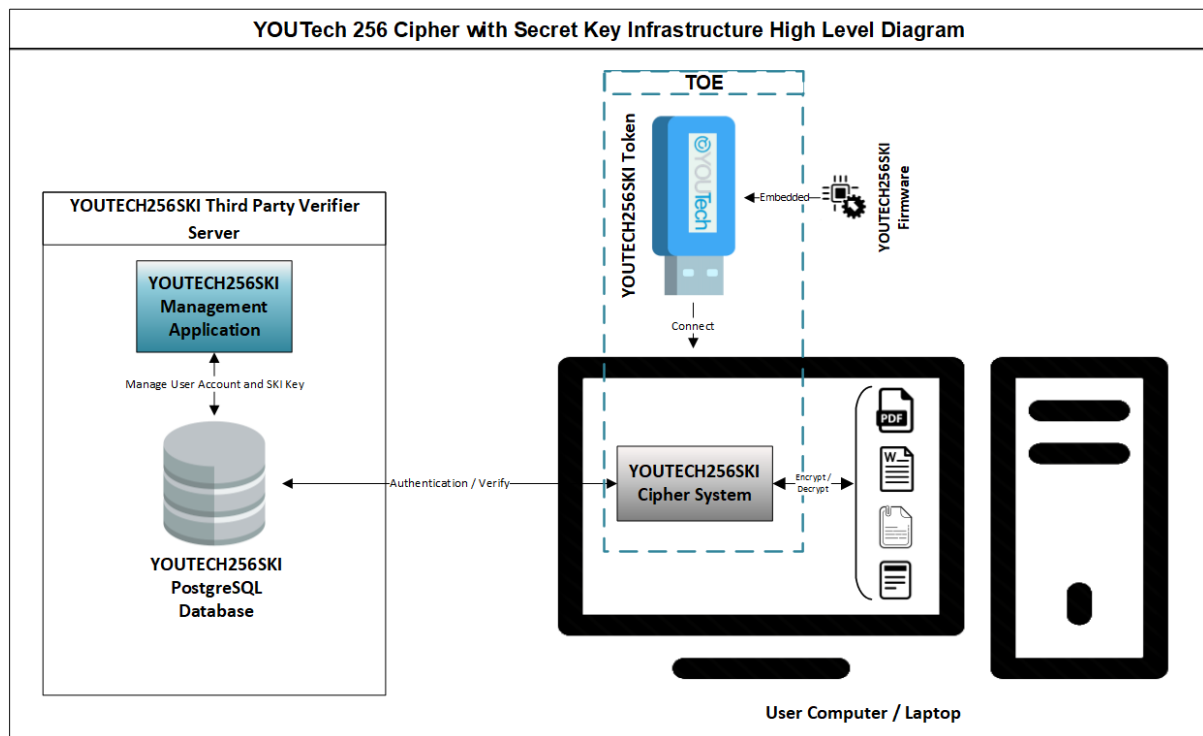 YOUTech 256 Cipher with Secret Key Infrastructure High Level Diagram
TOE
YOUTECH256SKI Token
YOUTech
Embedded
YOUTECH256SKI
Firmware
YOUTECH256SKI Third Party Verifier
Server
YOUTECH256SKI
Management
Application
Manage User Account and SKI Key
YOUTECH256SKI
PostgreSQL
Database
Authentication / Verify
Connect
YOUTECH256SKI
Cipher System
Encrypt /
Decrypt
PDF
W
User Computer / Laptop